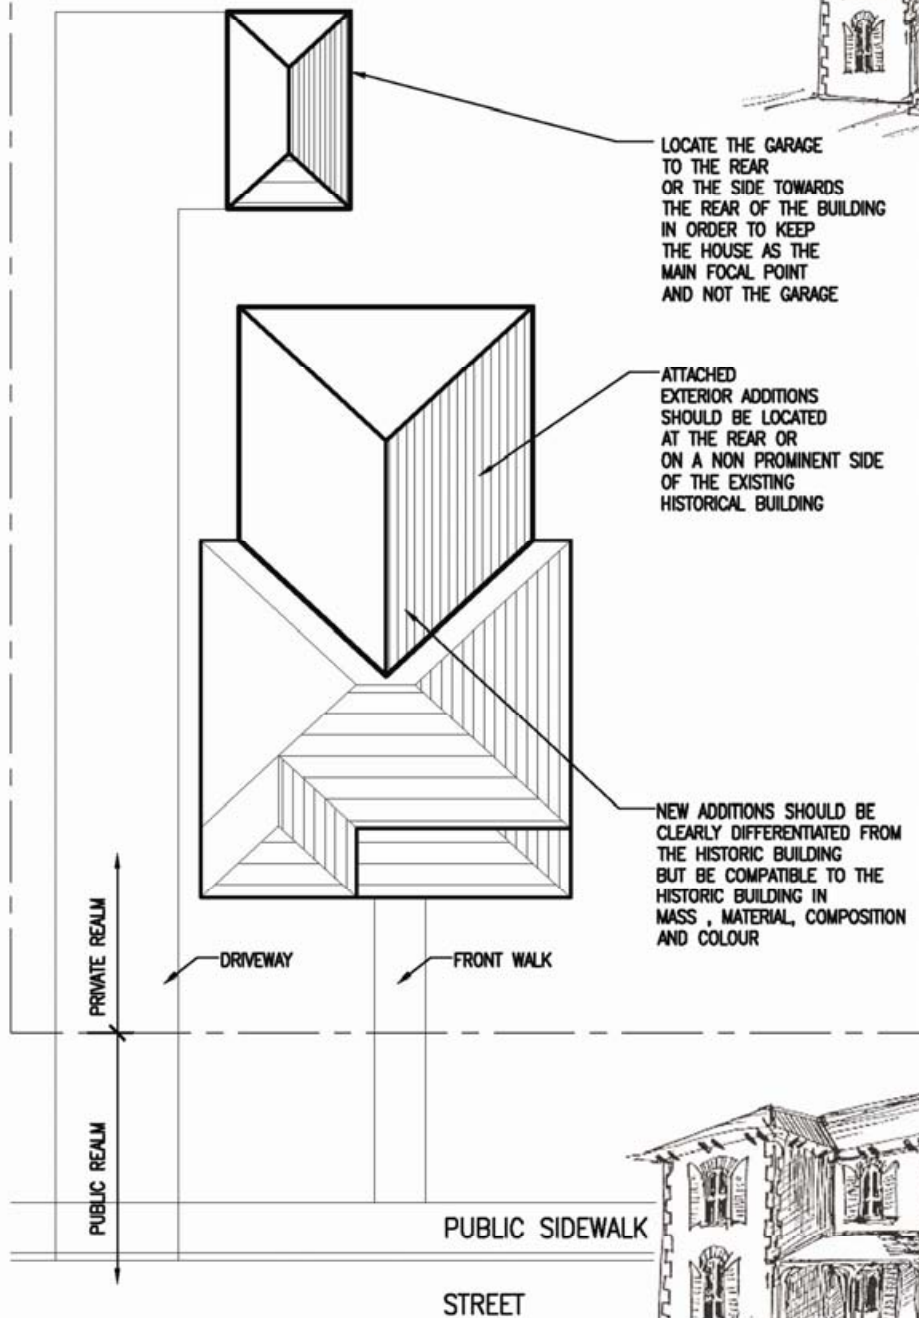 LOCATE THE GARAGE
TO THE REAR
OR THE SIDE TOWARDS
THE REAR OF THE BUILDING
IN ORDER TO KEEP
THE HOUSE AS THE
MAIN FOCAL POINT
AND NOT THE GARAGE
ATTACHED
EXTERIOR ADDITIONS
SHOULD BE LOCATED
AT THE REAR OR
ON A NON PROMINENT SIDE
OF THE EXISTING
HISTORICAL BUILDING
NEW ADDITIONS SHOULD BE
CLEARLY DIFFERENTIATED FROM
THE HISTORIC BUILDING
BUT BE COMPATIBLE TO THE
HISTORIC BUILDING IN
MASS , MATERIAL, COMPOSITION
AND COLOUR
PRIVATE REALM
DRIVEWAY
FRONT WALK
PUBLIC REALM
PUBLIC SIDEWALK
STREET